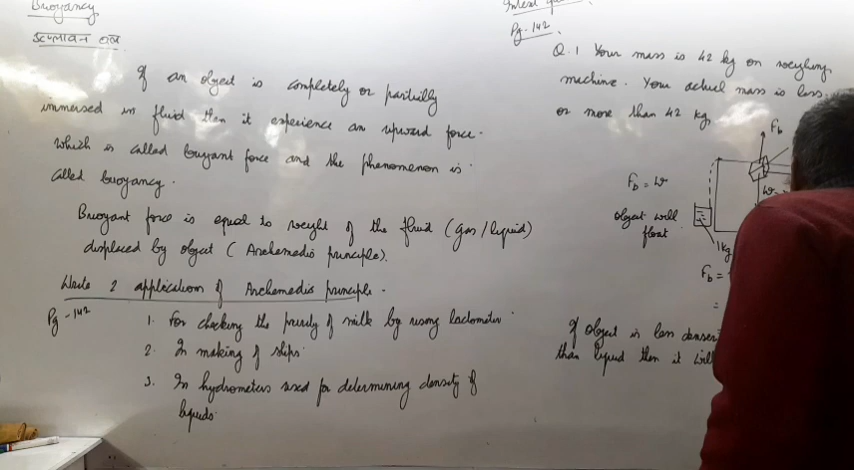 Buoyancy
उत्प्लावन बल
If an object is completely or partially
immersed in fluid then it experience an upward force.
which is called buoyant force and the phenomenon is
called buoyancy.
Buoyant force is equal to weight of the fluid (gas/liquid)
displaced by object (Archemedis principle).
Write 2 application of Archemedis principle.
Pg-142
1. For checking the purity of milk by using lactometer
2. In making of ships
3. In hydrometers used for determining density of
liquids
Intext
Pg-142
Q.1 Your mass is 42 kg on weighing
machine. Your actual mass is less
or more than 42 kg
Fb
Fb = W
W
object will
float
1kg
Fb =
=
If object is less denser
than liquid then it will